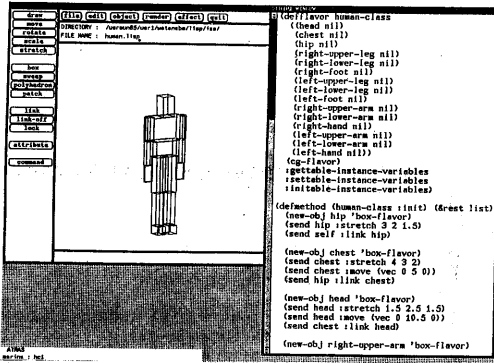 draw
move
rotate
scale
stretch
box
sweep
polyhedron
patch
link
link-off
lock
attribute
command
file edit object render effect quit
DIRECTORY :
FILE NAME : human.lisp
(defflavor human-class
((head nil)
(chest nil)
(hip nil)
(right-upper-leg nil)
(right-lower-leg nil)
(right-foot nil)
(left-upper-leg nil)
(left-lower-leg nil)
(left-foot nil)
(right-upper-arm nil)
(right-lower-arm nil)
(right-hand nil)
(left-upper-arm nil)
(left-lower-arm nil)
(left-hand nil))
(cg-flavor)
:gettable-instance-variables
:settable-instance-variables
:initable-instance-variables)
(defmethod (human-class :init) (&rest list)
(new-obj hip 'box-flavor)
(send hip :stretch 3 2 1.5)
(send self :link hip)
(new-obj chest 'box-flavor)
(send chest :stretch 4 3 2)
(send chest :move (vec 0 5 0))
(send hip :link chest)
(new-obj head 'box-flavor)
(send head :stretch 1.5 2.5 1.5)
(send head :move (vec 0 10.5 0))
(send chest :link head)
(new-obj right-upper-arm 'box-flavor)